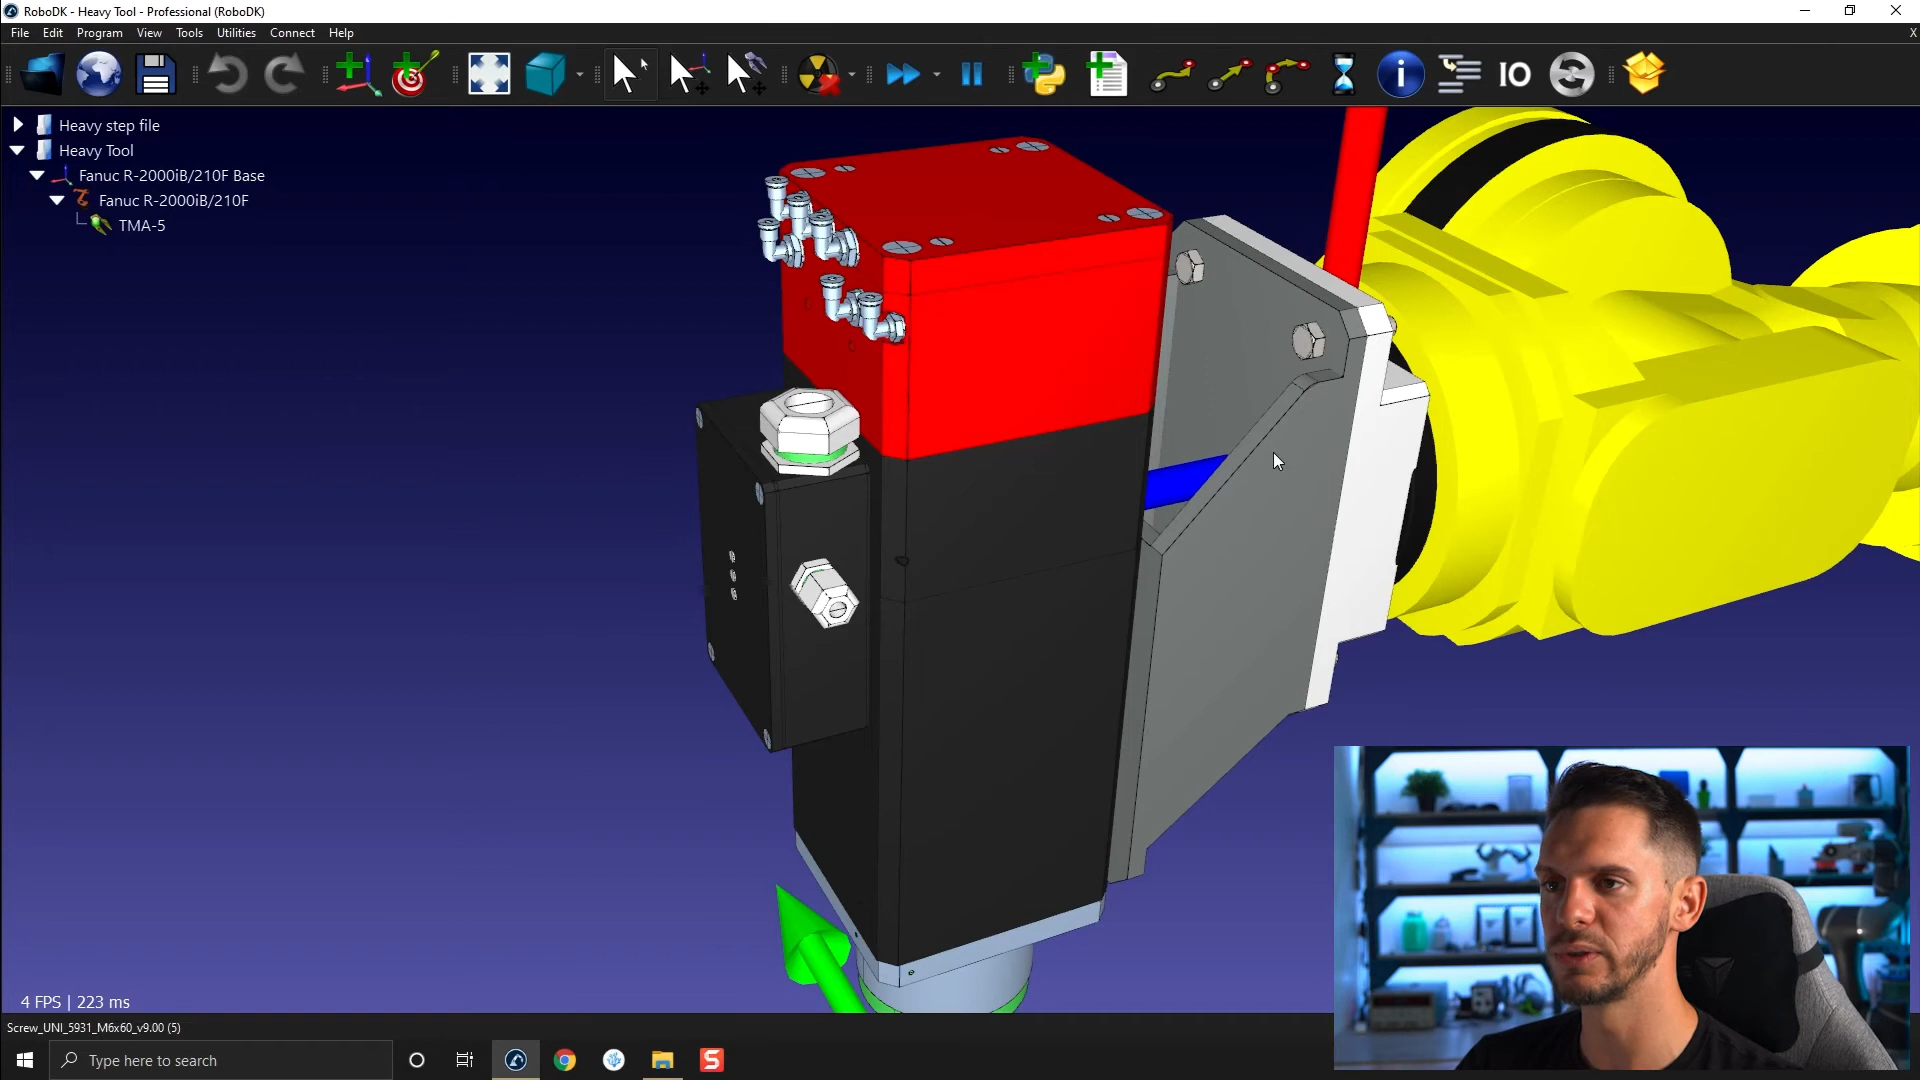 RoboDK - Heavy Tool - Professional (RoboDK)
File Edit Program View Tools Utilities Connect Help X
IO
Heavy step file
Heavy Tool
Fanuc R-2000iB/210F Base
Fanuc R-2000iB/210F
TMA-5
4 FPS | 223 ms
Screw_UNI_5931_M6x60_v9.00 (5)
Type here to search